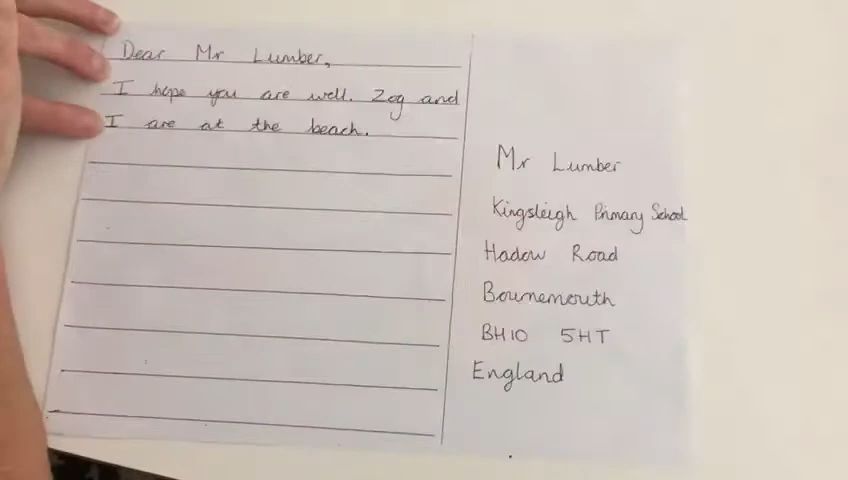 Dear Mr Lumber,
I hope you are well. Zog and
I are at the beach.
Mr Lumber
Kingsleigh Primary School
Hadow Road
Bournemouth
BH10 5HT
England